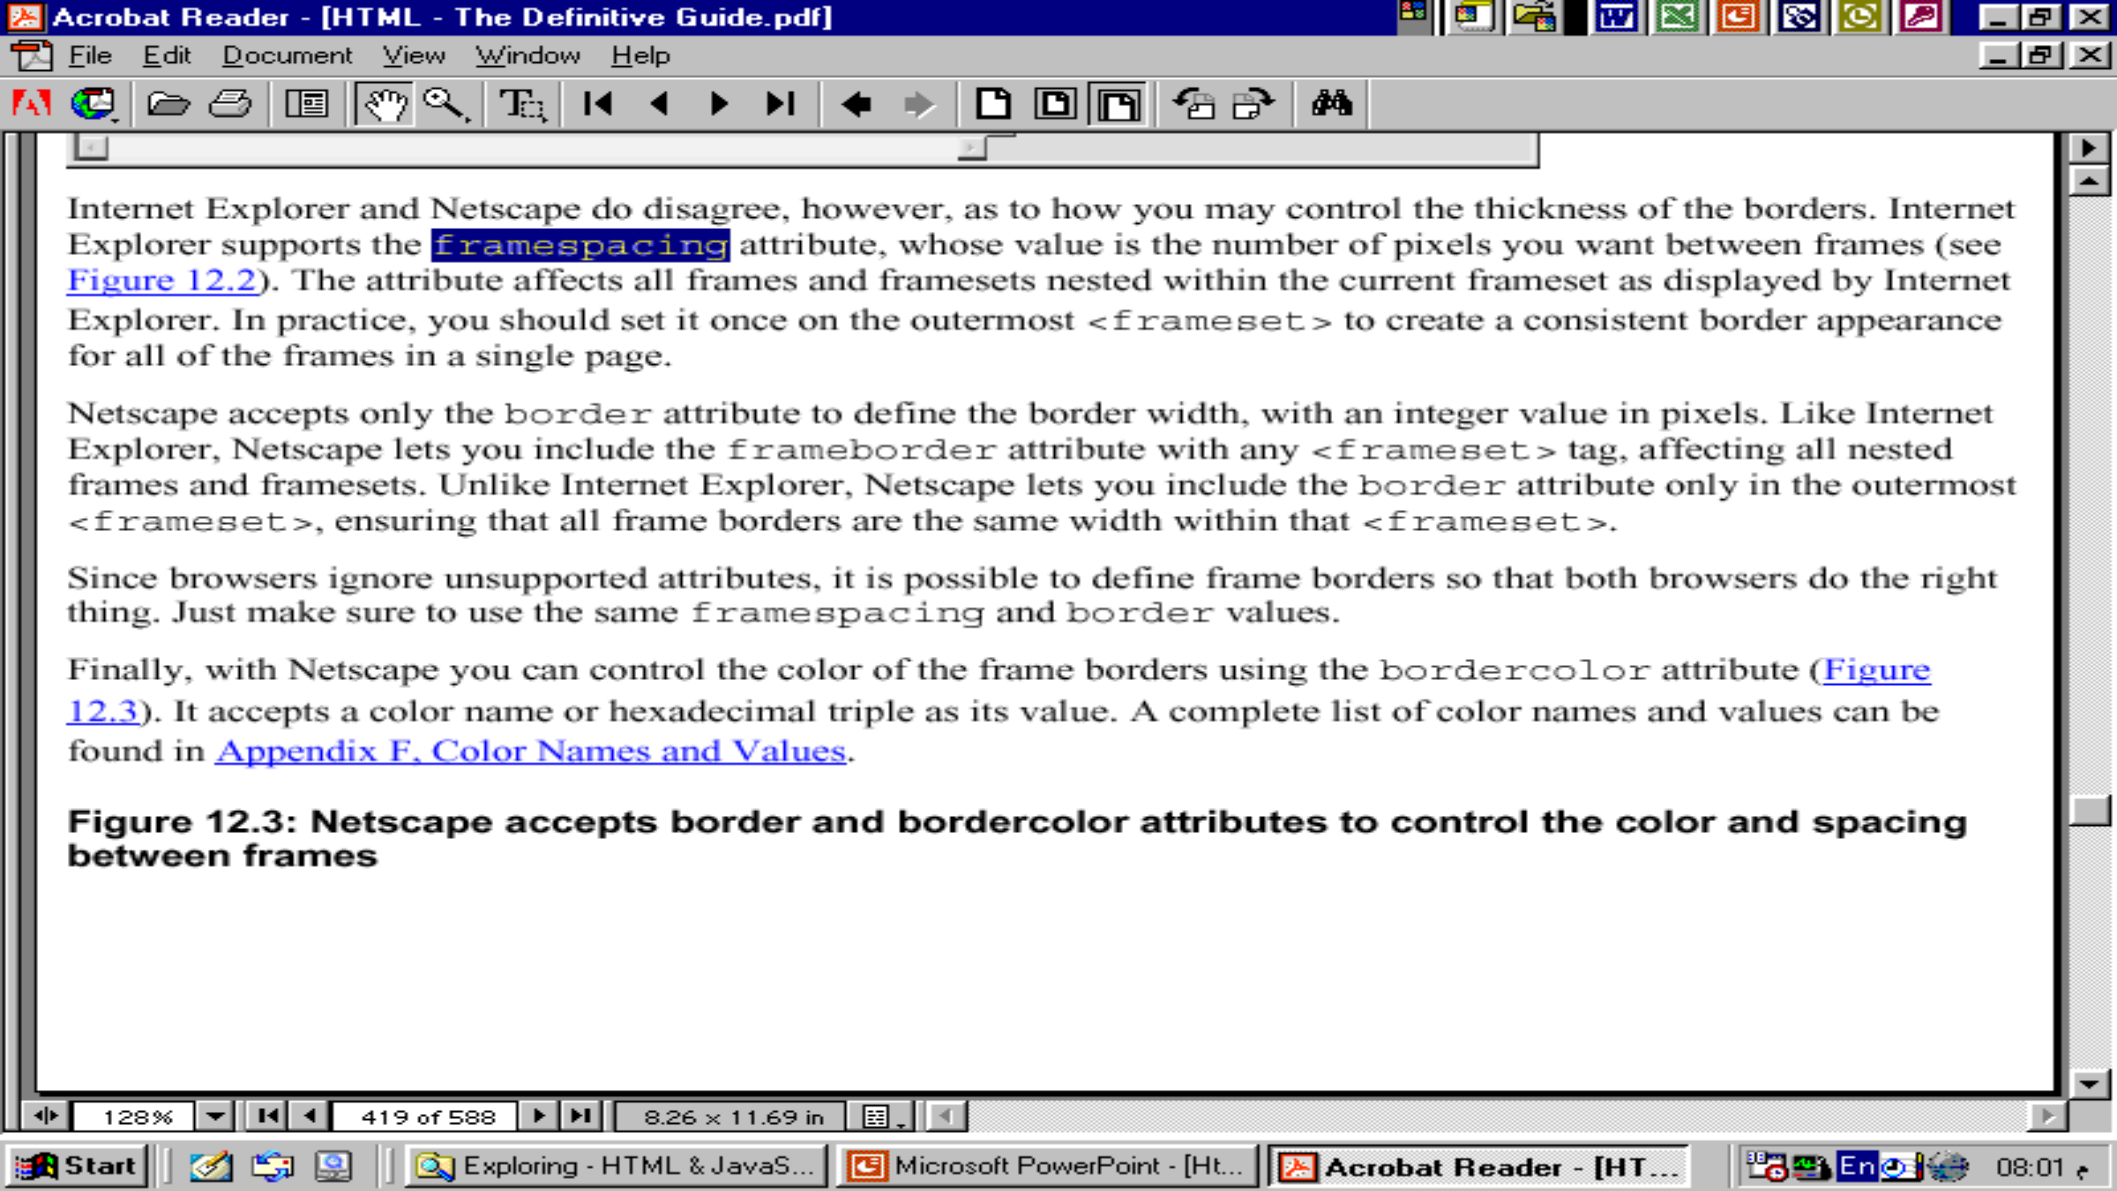 Acrobat Reader - [HTML - The Definitive Guide.pdf]
File Edit Document View Window Help
Internet Explorer and Netscape do disagree, however, as to how you may control the thickness of the borders. Internet
Explorer supports the framespacing attribute, whose value is the number of pixels you want between frames (see
Figure 12.2). The attribute affects all frames and framesets nested within the current frameset as displayed by Internet
Explorer. In practice, you should set it once on the outermost <frameset> to create a consistent border appearance
for all of the frames in a single page.
Netscape accepts only the border attribute to define the border width, with an integer value in pixels. Like Internet
Explorer, Netscape lets you include the frameborder attribute with any <frameset> tag, affecting all nested
frames and framesets. Unlike Internet Explorer, Netscape lets you include the border attribute only in the outermost
<frameset>, ensuring that all frame borders are the same width within that <frameset>.
Since browsers ignore unsupported attributes, it is possible to define frame borders so that both browsers do the right
thing. Just make sure to use the same framespacing and border values.
Finally, with Netscape you can control the color of the frame borders using the bordercolor attribute (Figure
12.3). It accepts a color name or hexadecimal triple as its value. A complete list of color names and values can be
found in Appendix F, Color Names and Values.
Figure 12.3: Netscape accepts border and bordercolor attributes to control the color and spacing
between frames
128% 419 of 588 8.26 x 11.69 in
Start Exploring - HTML & JavaS... Microsoft PowerPoint - [Ht... Acrobat Reader - [HT... En 08:01 م